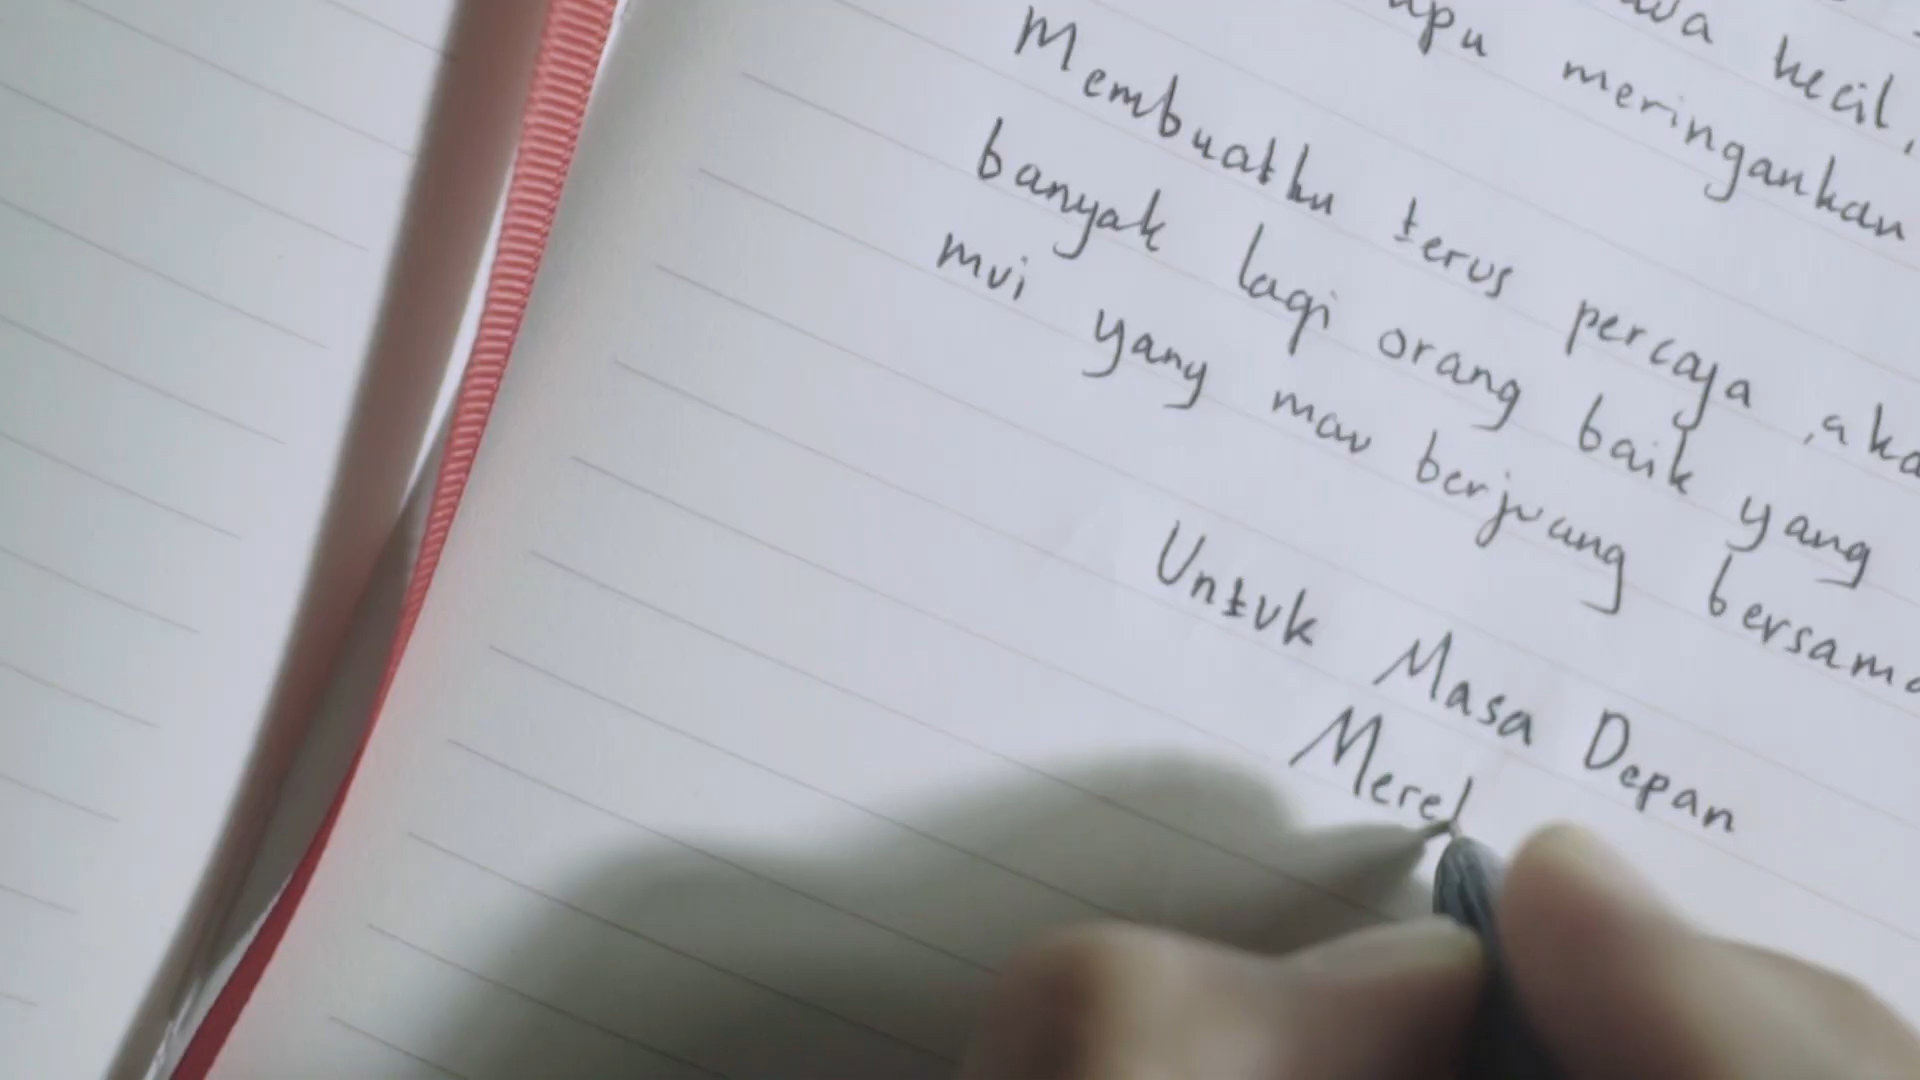 kecil,
meringankan
Membuatku terus percaya ,aka
banyak lagi orang baik yang
mui yang mau berjuang bersama
Untuk Masa Depan
Merel